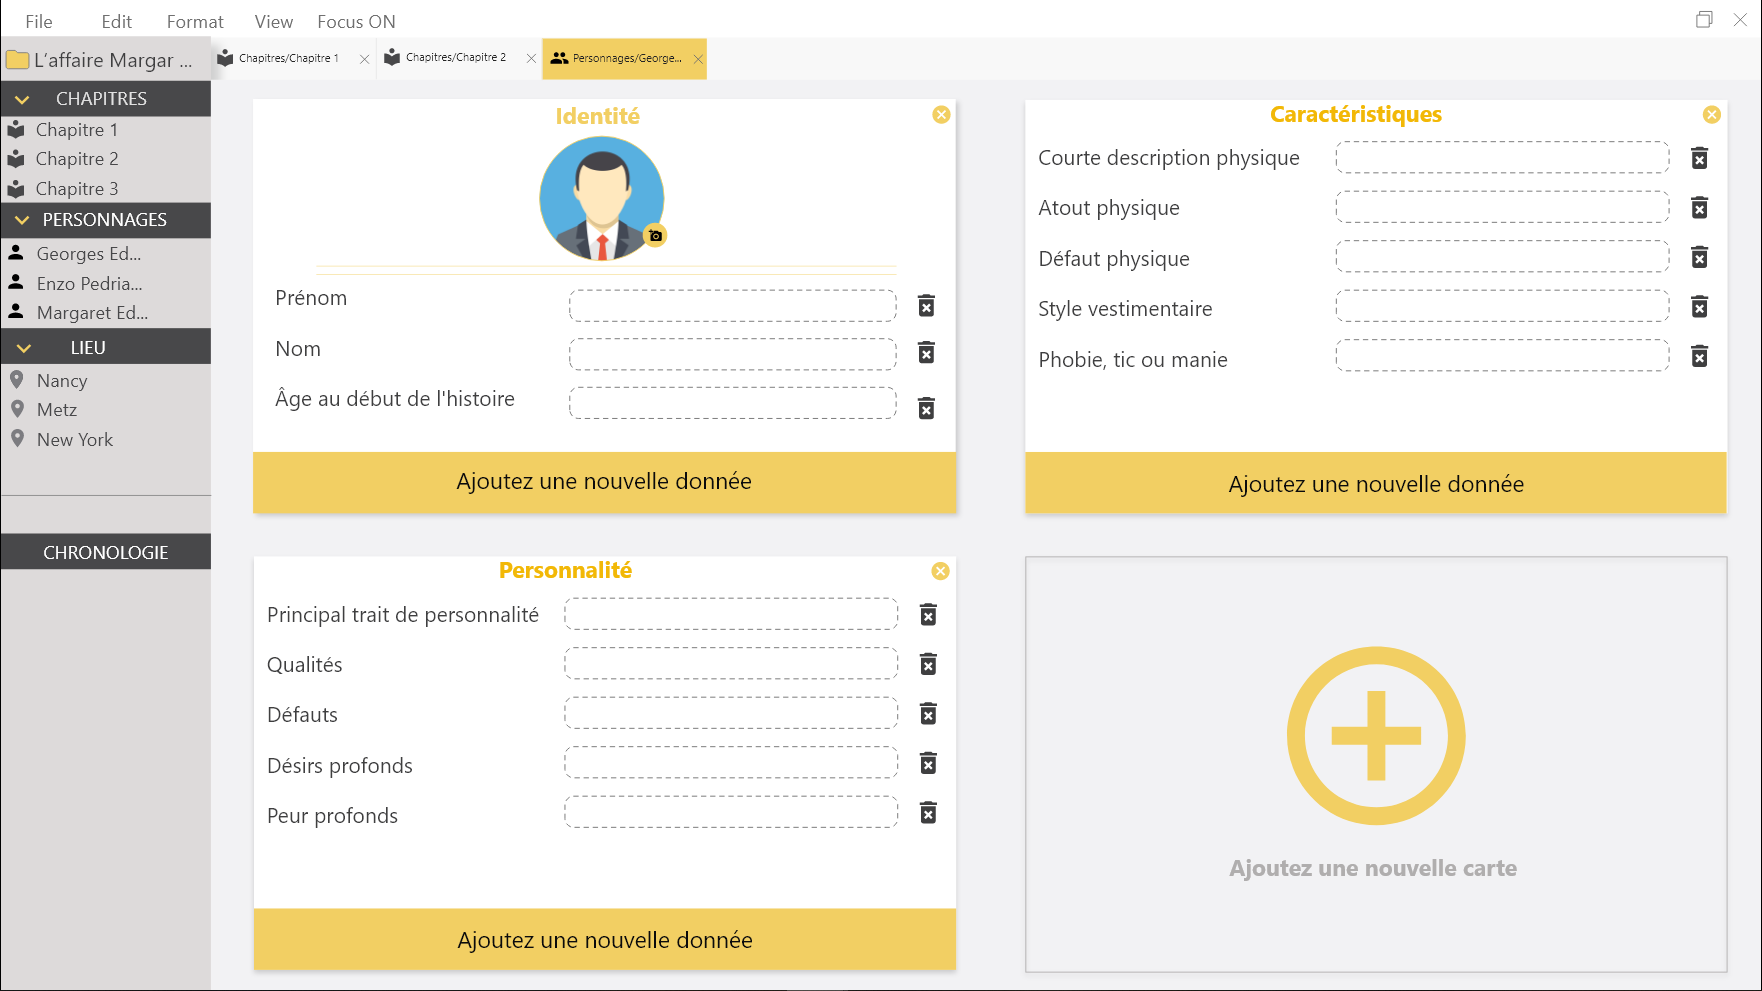 File Edit Format View Focus ON
L'affaire Margar ...
Chapitres/Chapitre 1
Chapitres/Chapitre 2
Personnages/George...
CHAPITRES
Chapitre 1
Chapitre 2
Chapitre 3
PERSONNAGES
Georges Ed...
Enzo Pedria...
Margaret Ed...
LIEU
Nancy
Metz
New York
CHRONOLOGIE
Identité
Prénom
Nom
Âge au début de l'histoire
Ajoutez une nouvelle donnée
Caractéristiques
Courte description physique
Atout physique
Défaut physique
Style vestimentaire
Phobie, tic ou manie
Ajoutez une nouvelle donnée
Personnalité
Principal trait de personnalité
Qualités
Défauts
Désirs profonds
Peur profonds
Ajoutez une nouvelle donnée
Ajoutez une nouvelle carte